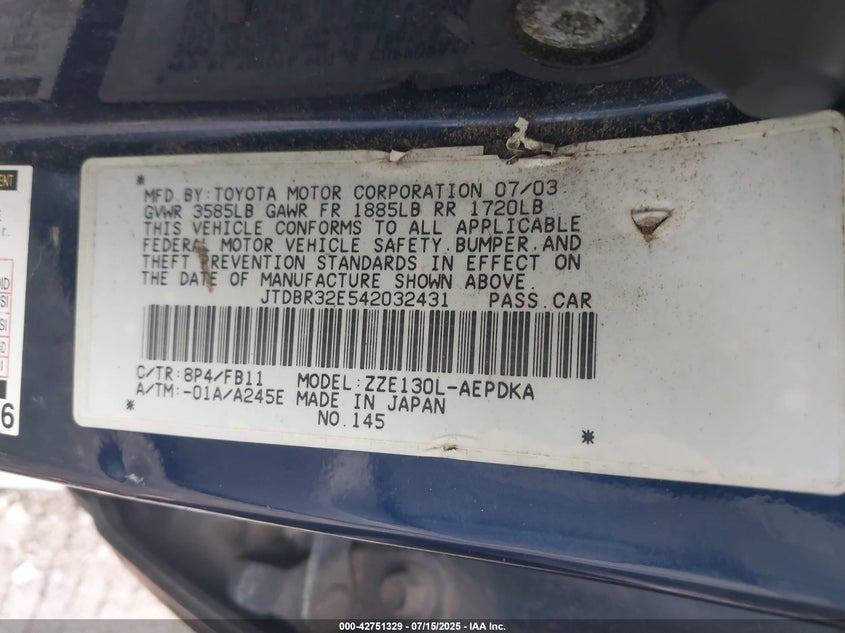 MFD.BY:TOYOTA MOTOR CORPORATION 07/03
GVWR 3585LB GAWR FR 1885LB RR 1720LB
THIS VEHICLE CONFORMS TO ALL APPLICABLE
FEDERAL MOTOR VEHICLE SAFETY.BUMPER.AND
THEFT PREVENTION STANDARDS IN EFFECT ON
THE DATE OF MANUFACTURE SHOWN ABOVE.
JTDBR32E542032431 PASS.CAR
C/TR:8P4/FB11 MODEL:ZZE130L-AEPDKA
A/TM:-01A/A245E MADE IN JAPAN
NO.145
6
000-42751329 - 07/15/2025 - IAA Inc.